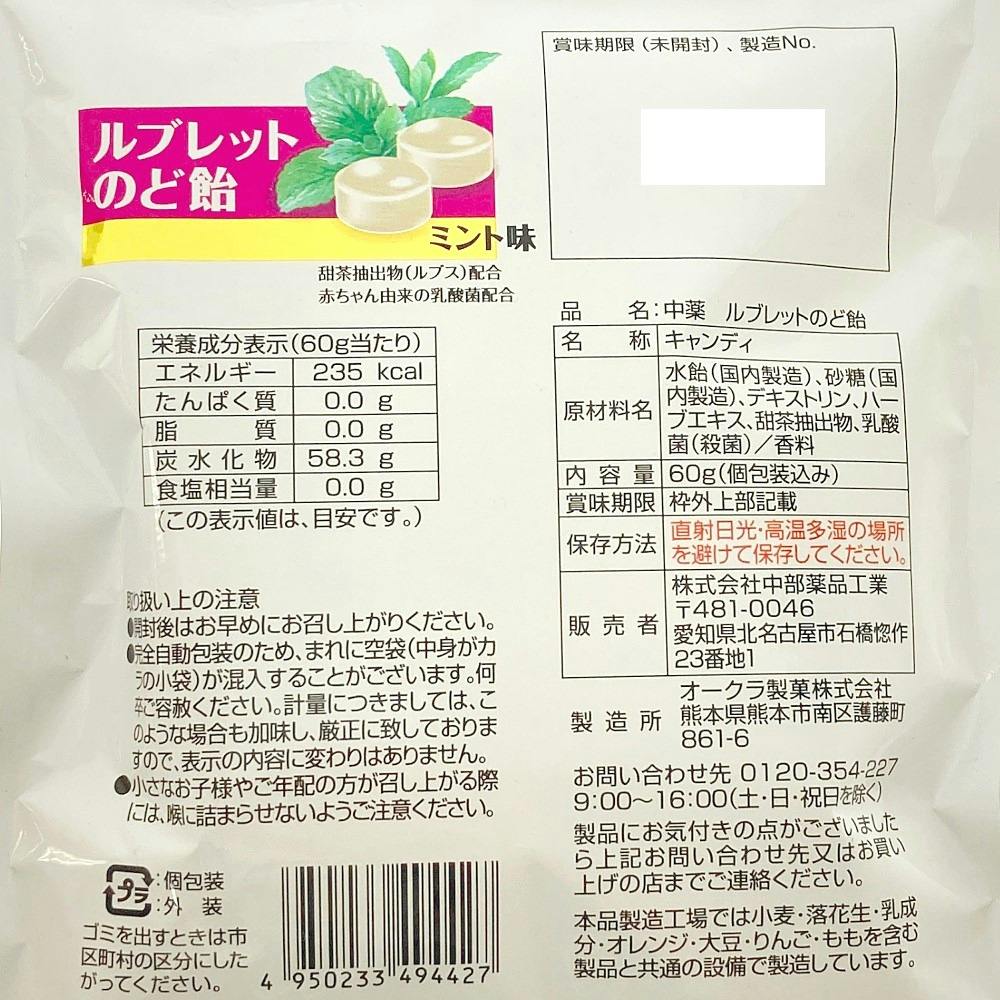 賞味期限（未開封）、製造No.
ルブレット
のど飴
ミント味
甜茶抽出物(ルブス)配合
赤ちゃん由来の乳酸菌配合
栄養成分表示(60g当たり)
エネルギー 235 kcal
たんぱく質 0.0 g
脂質 0.0 g
炭水化物 58.3 g
食塩相当量 0.0 g
(この表示値は、目安です。)
取り扱い上の注意
●開封後はお早めにお召し上がりください。
●完全自動包装のため、まれに空袋(中身がカ
ラの小袋)が混入することがございます。何
卒ご容赦ください。計量につきましては、こ
のような場合も加味し、厳正に致しておりま
すので、表示の内容に変わりはありません。
●小さなお子様やご年配の方が召し上がる際
には、喉に詰まらせないようご注意ください。
プラ
:個包装
:外装
ゴミを出すときは市
区町村の区分にした
がってください。
4 950233 494427
品名:中薬 ルブレットのど飴
名称 キャンディ
原材料名 水飴(国内製造)、砂糖(国
内製造)、デキストリン、ハー
ブエキス、甜茶抽出物、乳酸
菌(殺菌)／香料
内容量 60g(個包装込み)
賞味期限 枠外上部記載
保存方法 直射日光・高温多湿の場所
を避けて保存してください。
販売者 株式会社中部薬品工業
〒481-0046
愛知県北名古屋市石橋惣作
23番地1
製造所 オークラ製菓株式会社
熊本県熊本市南区護藤町
861-6
お問い合わせ先 0120-354-227
9:00〜16:00(土・日・祝日を除く)
製品にお気付きの点がございました
ら上記お問い合わせ先又はお買い
上げの店までご連絡ください。
本品製造工場では小麦・落花生・乳成
分・オレンジ・大豆・りんご・ももを含む
製品と共通の設備で製造しています。